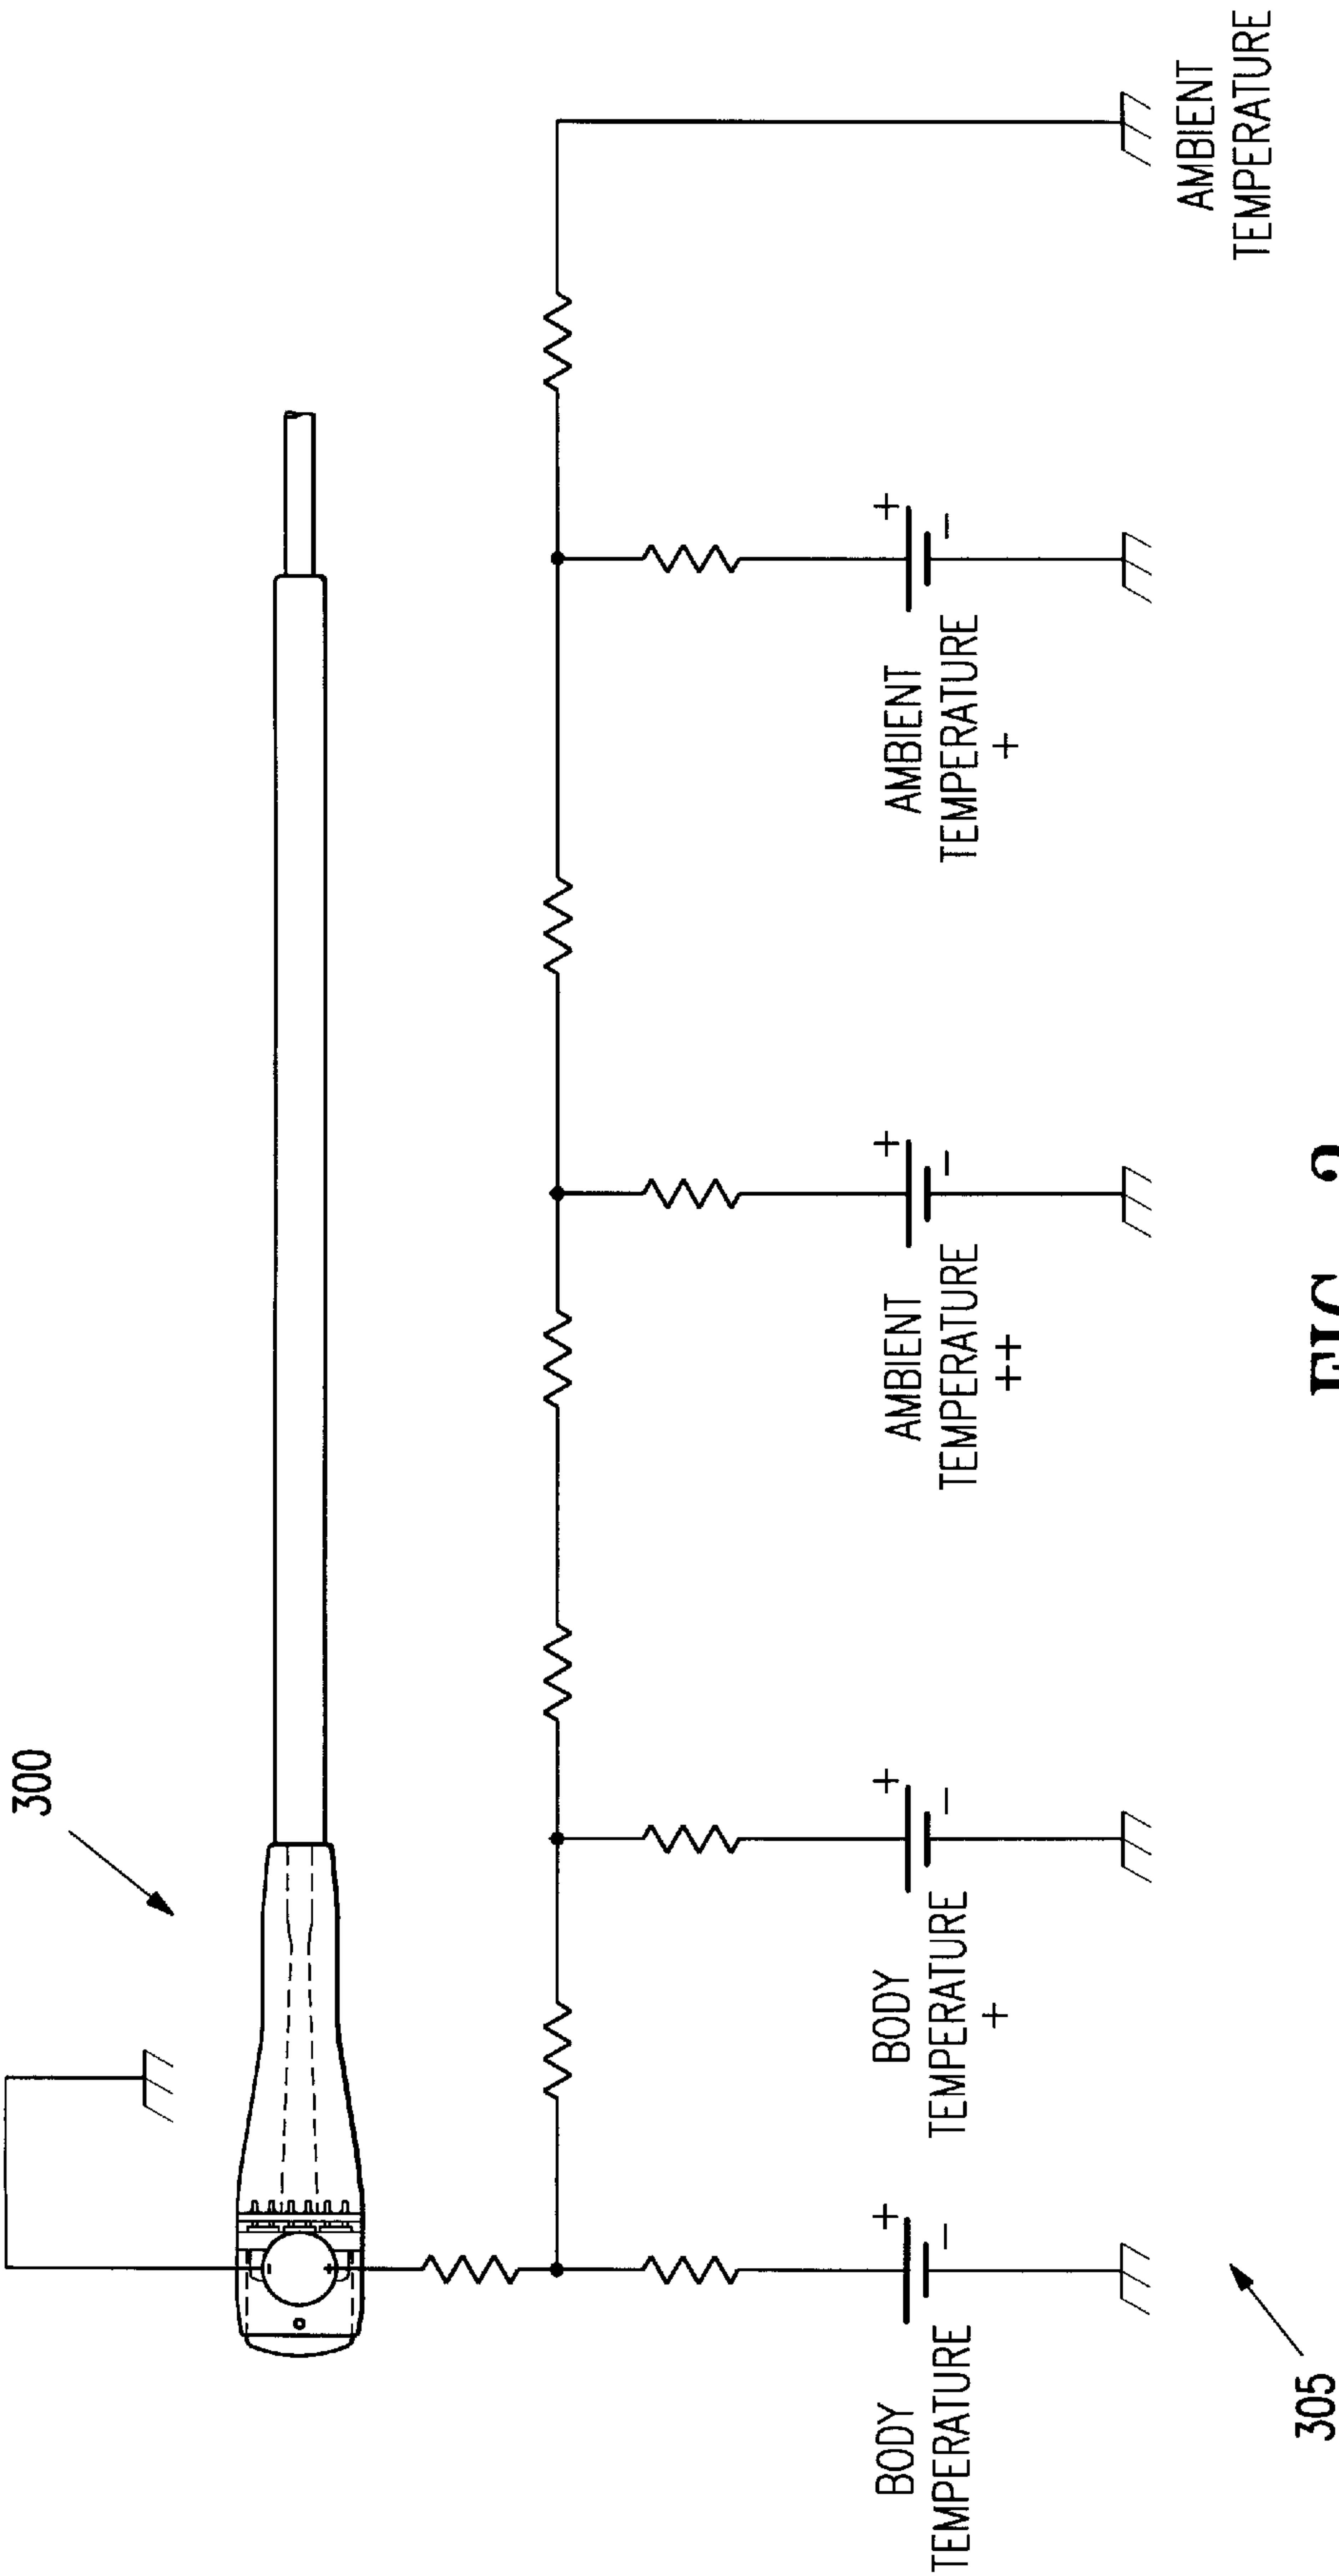 300
+
-
BODY
TEMPERATURE
+
-
BODY
TEMPERATURE
+
+
-
AMBIENT
TEMPERATURE
++
+
-
AMBIENT
TEMPERATURE
+
AMBIENT
TEMPERATURE
305